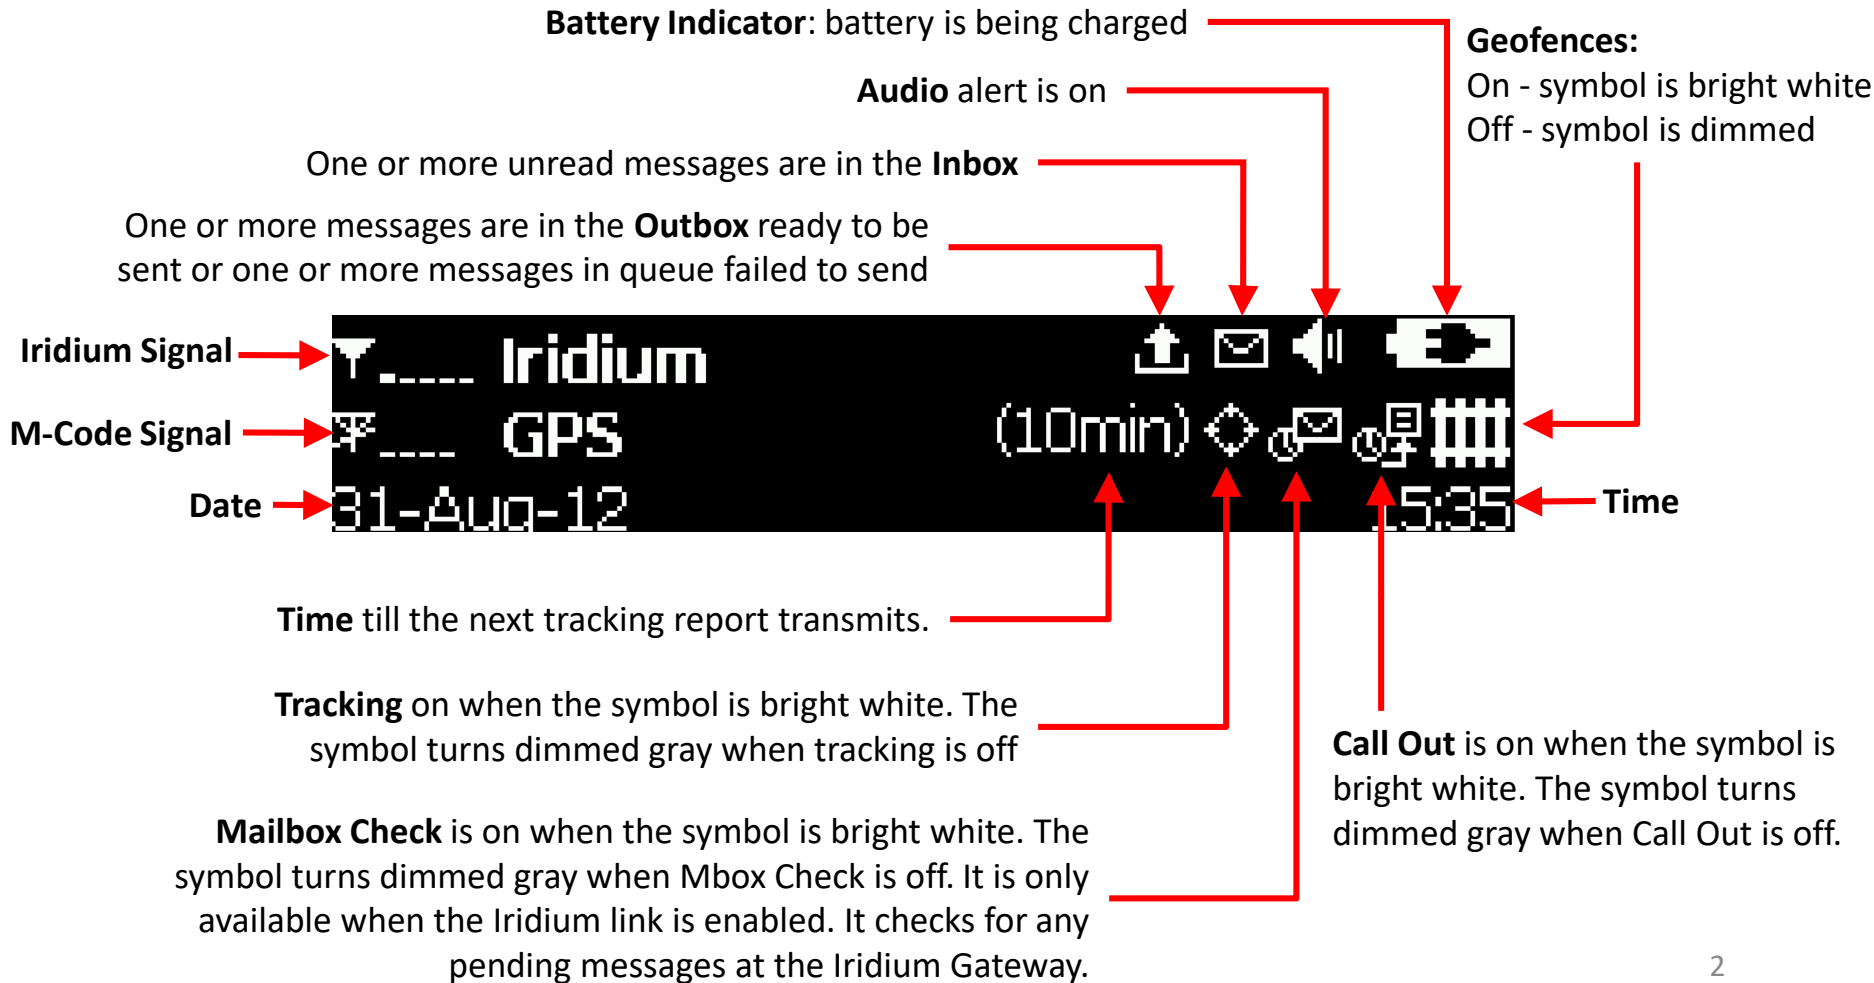 Battery Indicator: battery is being charged
Geofences:
On - symbol is bright white
Off - symbol is dimmed
Audio alert is on
One or more unread messages are in the Inbox
One or more messages are in the Outbox ready to be
sent or one or more messages in queue failed to send
Iridium Signal
Iridium
M-Code Signal
GPS
(10min)
Date
31-Aug-12
15:35
Time
Time till the next tracking report transmits.
Tracking on when the symbol is bright white. The
symbol turns dimmed gray when tracking is off
Call Out is on when the symbol is
bright white. The symbol turns
dimmed gray when Call Out is off.
Mailbox Check is on when the symbol is bright white. The
symbol turns dimmed gray when Mbox Check is off. It is only
available when the Iridium link is enabled. It checks for any
pending messages at the Iridium Gateway.
2